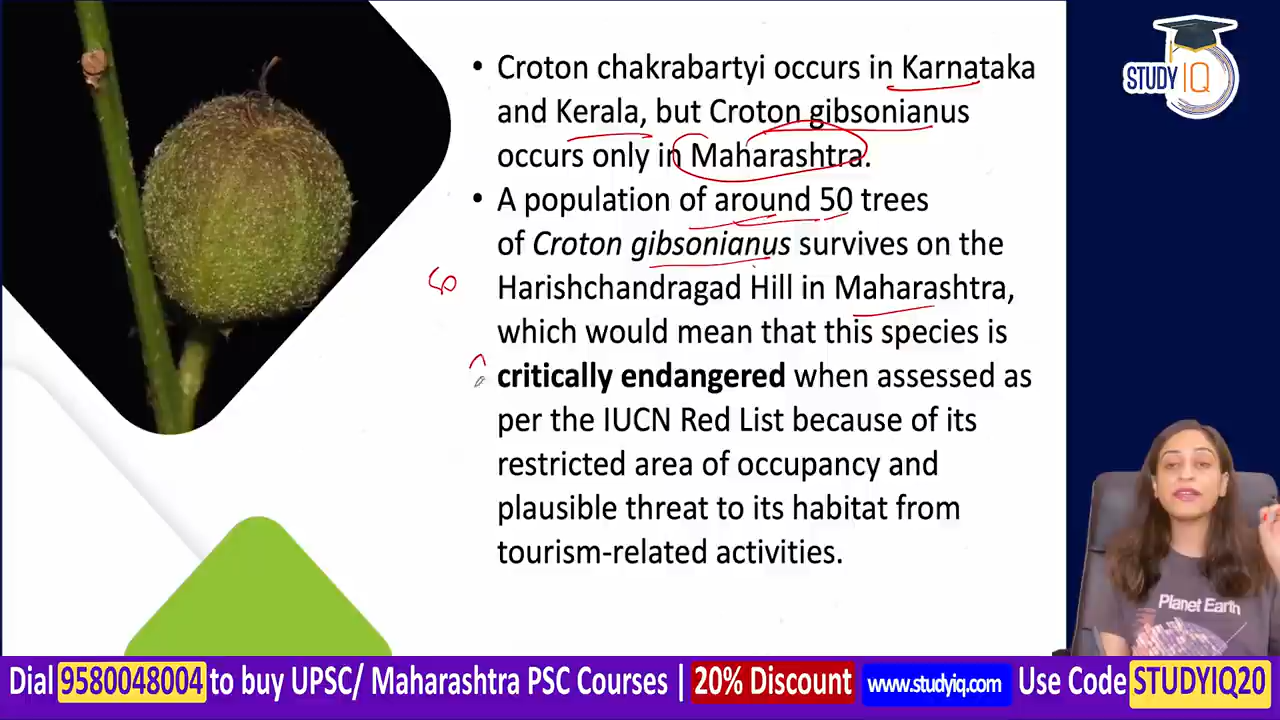 Croton chakrabartyi occurs in Karnataka
and Kerala, but Croton gibsonianus
occurs only in Maharashtra.
A population of around 50 trees
of Croton gibsonianus survives on the
Harishchandragad Hill in Maharashtra,
which would mean that this species is
critically endangered when assessed as
per the IUCN Red List because of its
restricted area of occupancy and
plausible threat to its habitat from
tourism-related activities.
STUDY IQ
Planet Earth
Dial 9580048004 to buy UPSC/ Maharashtra PSC Courses | 20% Discount www.studyiq.com Use Code STUDYIQ20